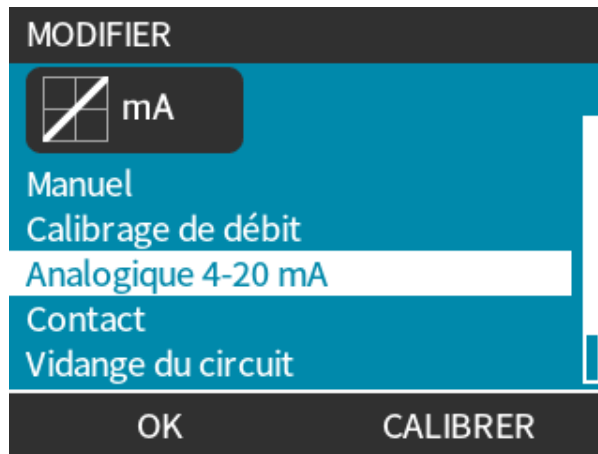 MODIFIER
mA
Manuel
Calibrage de débit
Analogique 4-20 mA
Contact
Vidange du circuit
OK CALIBRER